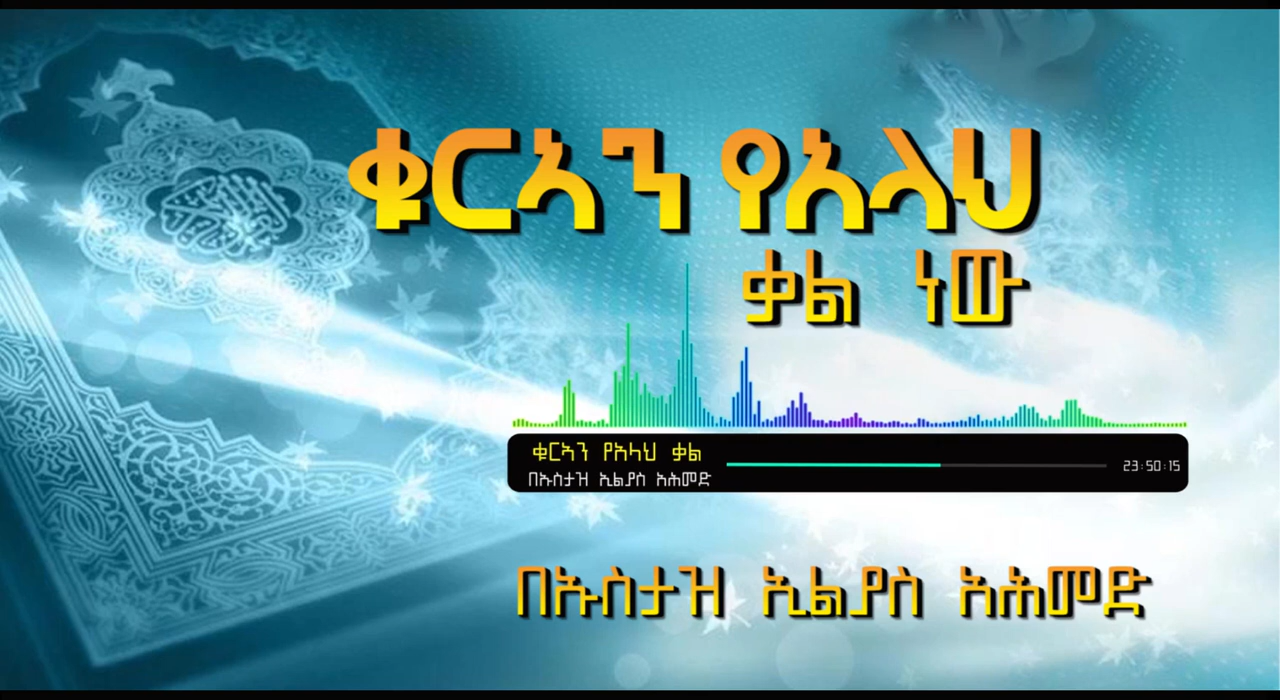 ቁርኣን የአላህ
ቃል ነው
ቁርኣን የአላህ ቃል
በኡስታዝ ኢልያስ አሕመድ
23:50:15
በኡስታዝ ኢልያስ አሕመድ